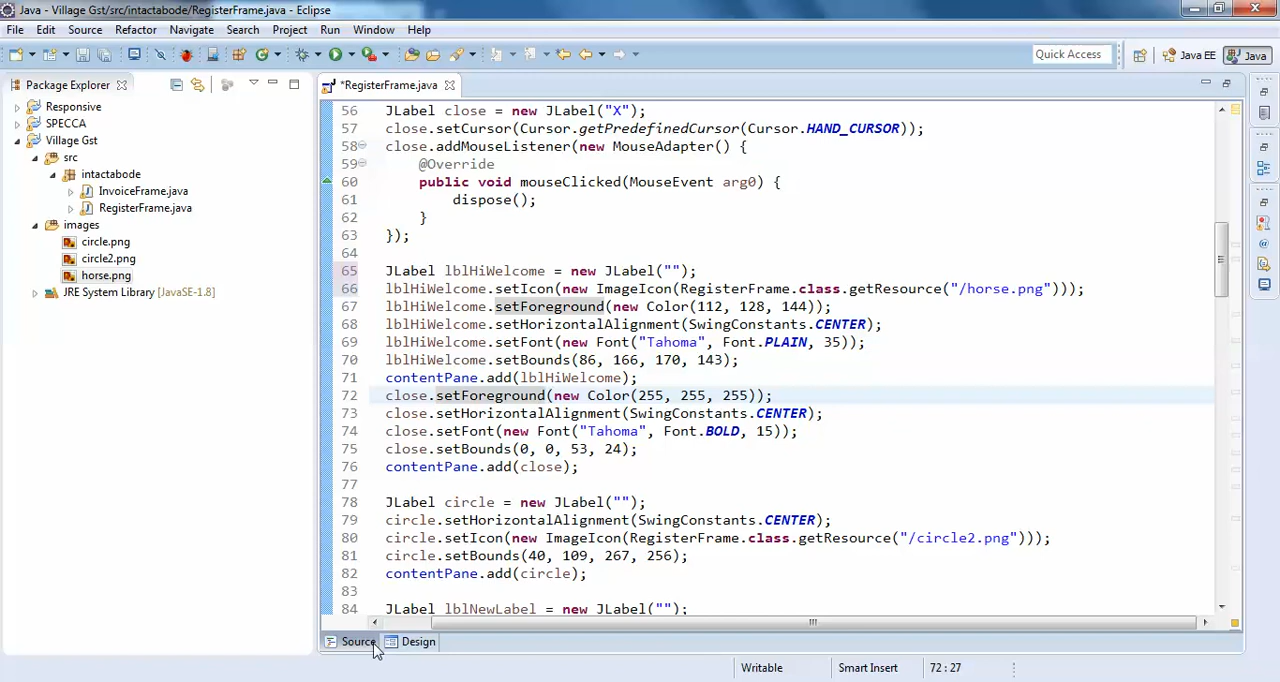 Java - Village Gst/src/intactabode/RegisterFrame.java - Eclipse
File Edit Source Refactor Navigate Search Project Run Window Help
Quick Access Java EE Java
Package Explorer
*RegisterFrame.java
Responsive
SPECCA
Village Gst
src
intactabode
InvoiceFrame.java
RegisterFrame.java
images
circle.png
circle2.png
horse.png
JRE System Library [JavaSE-1.8]
56 JLabel close = new JLabel("X");
57 close.setCursor(Cursor.getPredefinedCursor(Cursor.HAND_CURSOR));
58 close.addMouseListener(new MouseAdapter() {
59 @Override
60 public void mouseClicked(MouseEvent arg0) {
61 dispose();
62 }
63 });
64
65 JLabel lblHiWelcome = new JLabel("");
66 lblHiWelcome.setIcon(new ImageIcon(RegisterFrame.class.getResource("/horse.png")));
67 lblHiWelcome.setForeground(new Color(112, 128, 144));
68 lblHiWelcome.setHorizontalAlignment(SwingConstants.CENTER);
69 lblHiWelcome.setFont(new Font("Tahoma", Font.PLAIN, 35));
70 lblHiWelcome.setBounds(86, 166, 170, 143);
71 contentPane.add(lblHiWelcome);
72 close.setForeground(new Color(255, 255, 255));
73 close.setHorizontalAlignment(SwingConstants.CENTER);
74 close.setFont(new Font("Tahoma", Font.BOLD, 15));
75 close.setBounds(0, 0, 53, 24);
76 contentPane.add(close);
77
78 JLabel circle = new JLabel("");
79 circle.setHorizontalAlignment(SwingConstants.CENTER);
80 circle.setIcon(new ImageIcon(RegisterFrame.class.getResource("/circle2.png")));
81 circle.setBounds(40, 109, 267, 256);
82 contentPane.add(circle);
83
84 JLabel lblNewLabel = new JLabel("");
Source Design
Writable Smart Insert 72 : 27